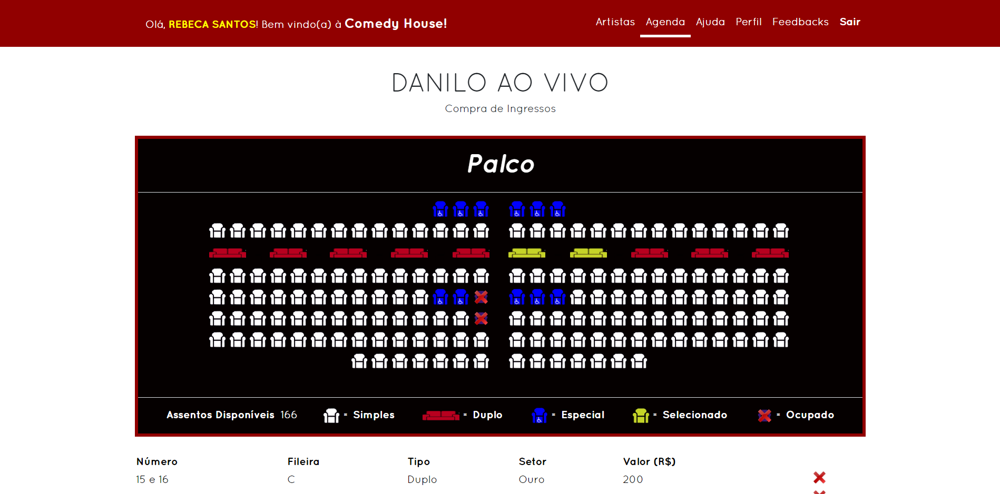 Olá, REBECA SANTOS! Bem vindo(a) à Comedy House!
Artistas Agenda Ajuda Perfil Feedbacks Sair
DANILO AO VIVO
Compra de Ingressos
Palco
Assentos Disponíveis 166 = Simples = Duplo = Especial = Selecionado = Ocupado
Número Fileira Tipo Setor Valor (R$)
15 e 16 C Duplo Ouro 200